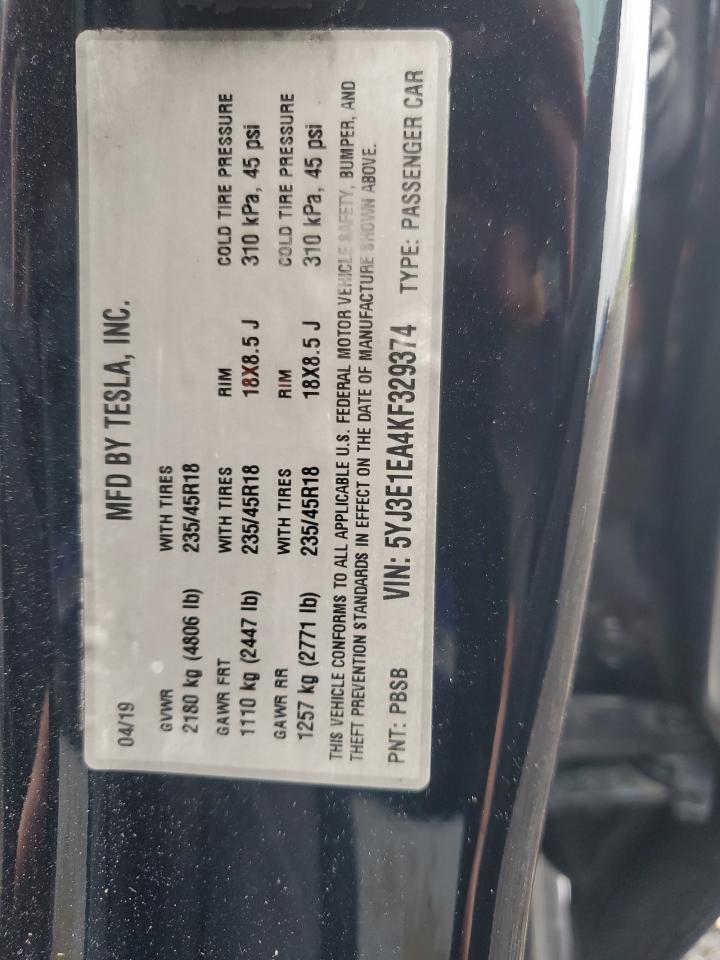 04/19 MFD BY TESLA, INC.
GVWR WITH TIRES
2180 kg (4806 lb) 235/45R18
GAWR FRT WITH TIRES RIM COLD TIRE PRESSURE
1110 kg (2447 lb) 235/45R18 18X8.5 J 310 kPa, 45 psi
GAWR RR WITH TIRES RIM COLD TIRE PRESSURE
1257 kg (2771 lb) 235/45R18 18X8.5 J 310 kPa, 45 psi
THIS VEHICLE CONFORMS TO ALL APPLICABLE U.S. FEDERAL MOTOR VEHICLE SAFETY, BUMPER, AND
THEFT PREVENTION STANDARDS IN EFFECT ON THE DATE OF MANUFACTURE SHOWN ABOVE.
PNT: PBSB VIN: 5YJ3E1EA4KF329374 TYPE: PASSENGER CAR